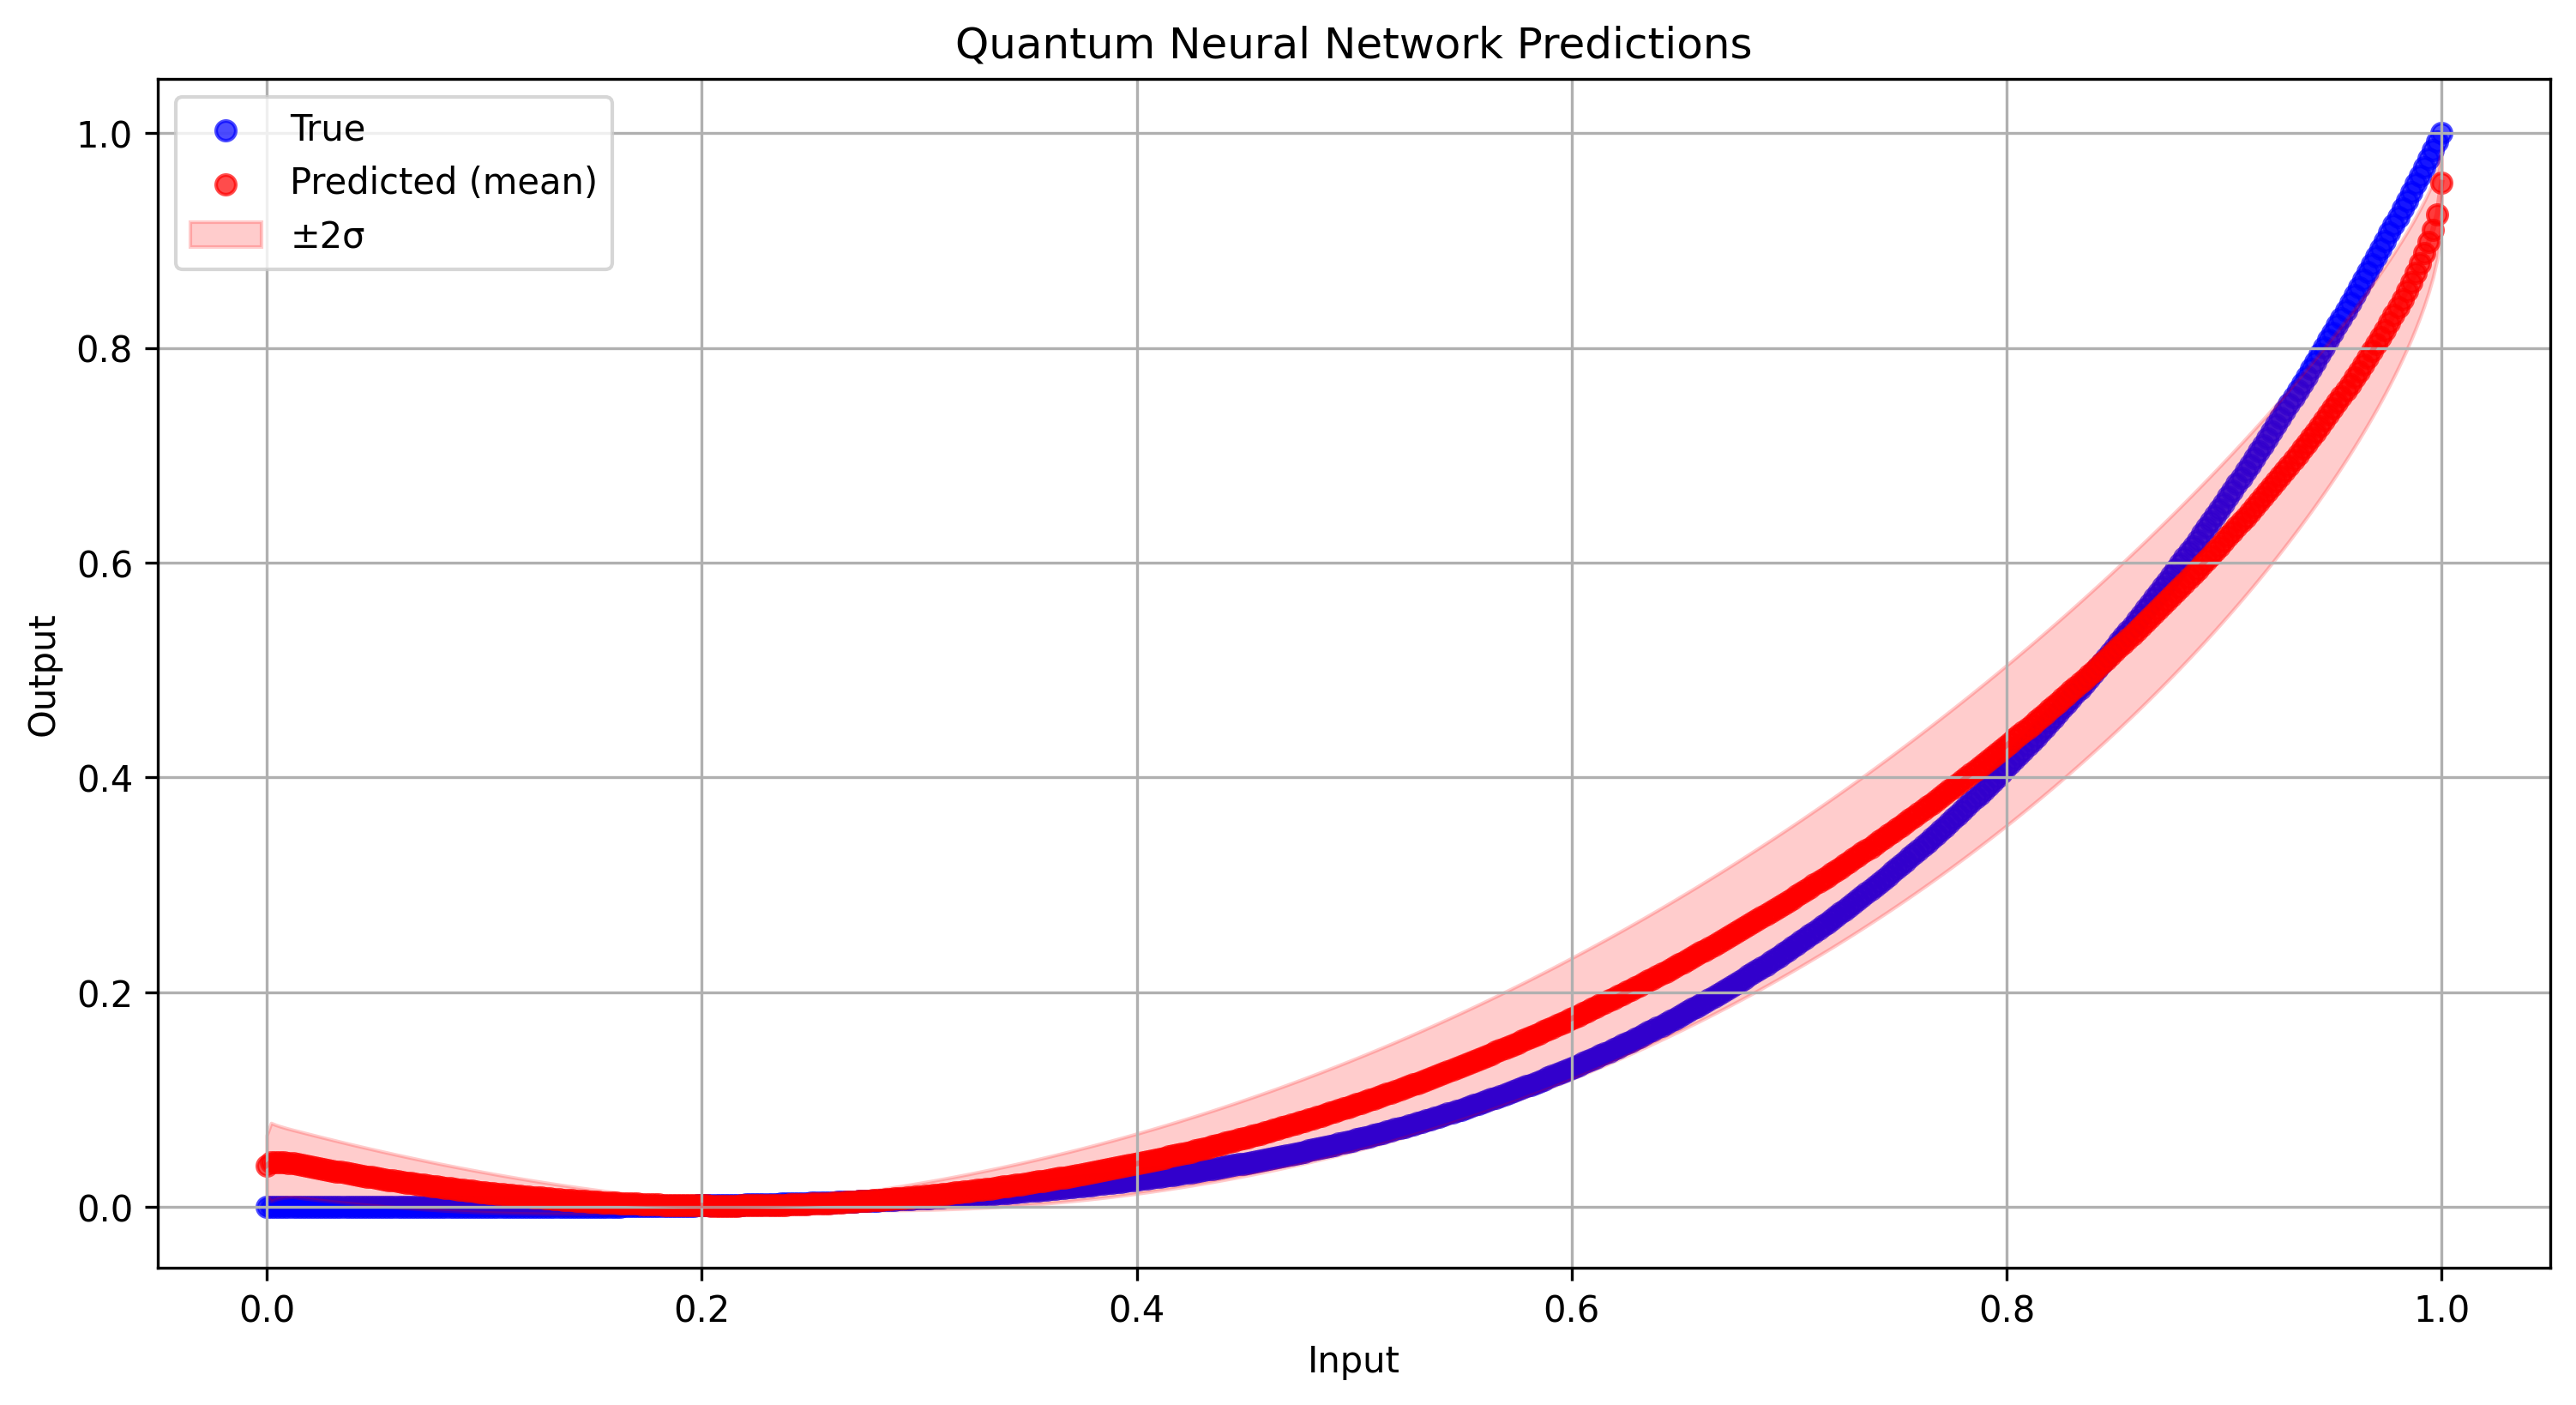 Quantum Neural Network Predictions
True
Predicted (mean)
±2σ
1.0
0.8
0.6
0.4
0.2
0.0
Output
0.0 0.2 0.4 0.6 0.8 1.0
Input